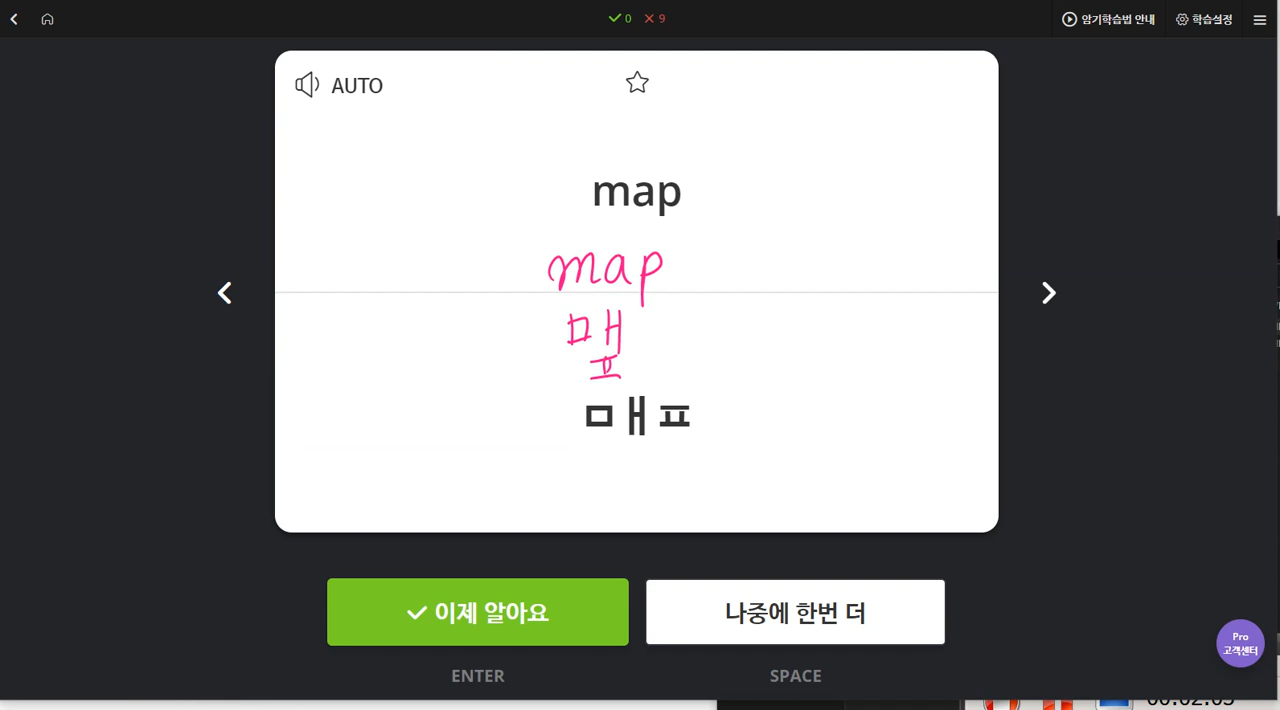 0 9 암기학습법 안내 학습설정
AUTO
map
map
맾
매ㅍ
이제 알아요 나중에 한번 더
ENTER SPACE
Pro
고객센터